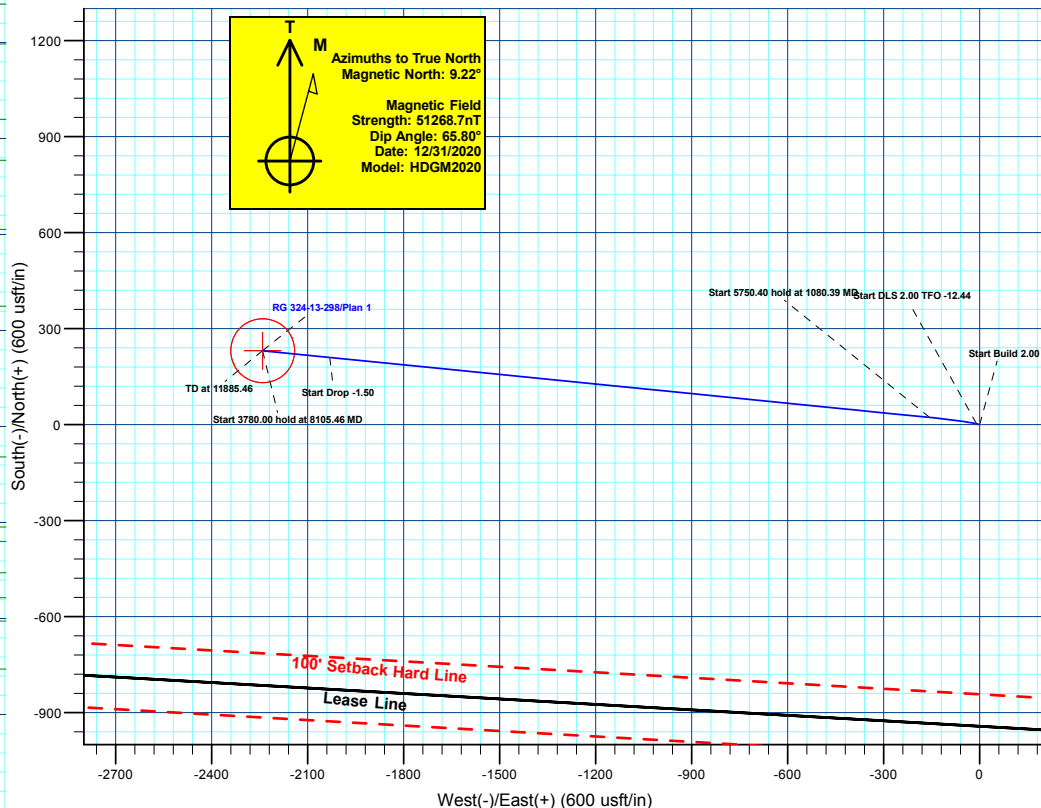 T
M
Azimuths to True North
Magnetic North: 9.22°
Magnetic Field
Strength: 51268.7nT
Dip Angle: 65.80°
Date: 12/31/2020
Model: HDGM2020
1200
900
600
300
0
-300
-600
-900
South(-)/North(+) (600 usft/in)
Start 5750.40 hold at 1080.39 MD
Start DLS 2.00 TFO -12.44
RG 324-13-298/Plan 1
Start Build 2.00
TD at 11885.46
Start Drop -1.50
Start 3780.00 hold at 8105.46 MD
100' Setback Hard Line
Lease Line
-2700 -2400 -2100 -1800 -1500 -1200 -900 -600 -300 0
West(-)/East(+) (600 usft/in)